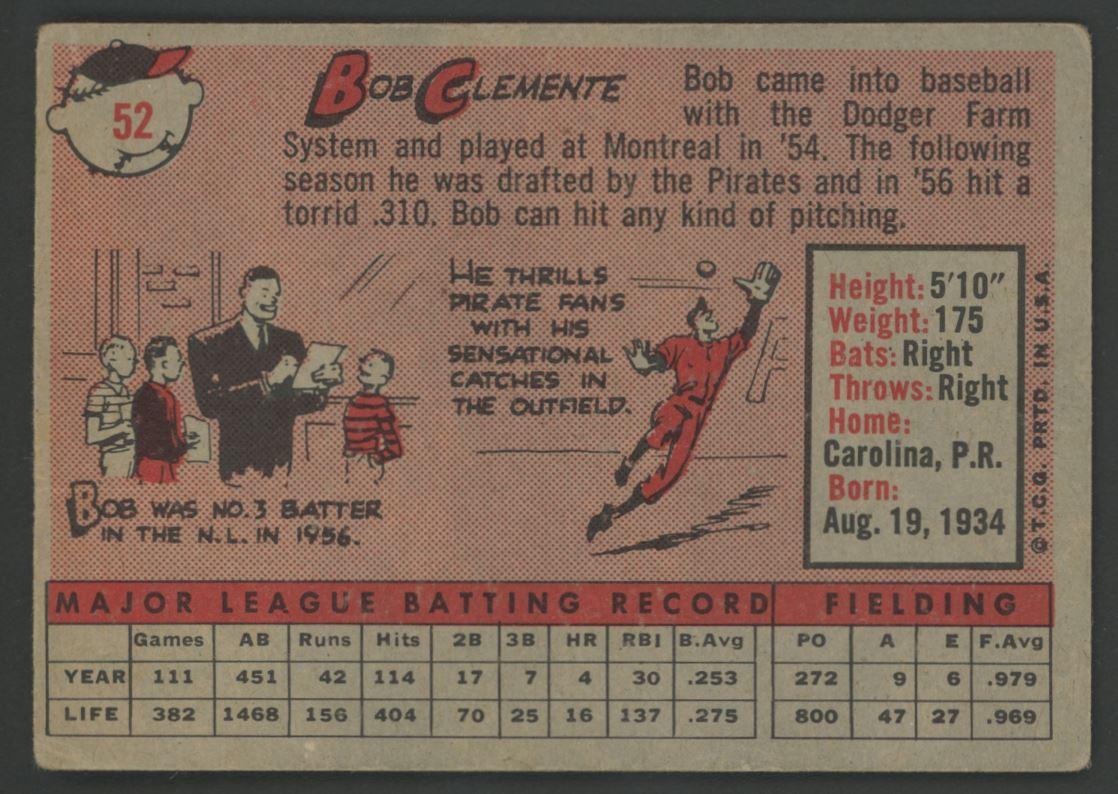 52
BOB CLEMENTE
Bob came into baseball
with the Dodger Farm
System and played at Montreal in '54. The following
season he was drafted by the Pirates and in '56 hit a
torrid .310. Bob can hit any kind of pitching.
BOB WAS NO. 3 BATTER
IN THE N.L. IN 1956.
HE THRILLS
PIRATE FANS
WITH HIS
SENSATIONAL
CATCHES IN
THE OUTFIELD.
Height: 5'10"
Weight: 175
Bats: Right
Throws: Right
Home:
Carolina, P.R.
Born:
Aug. 19, 1934
© T.C.G. PRTD. IN U.S.A.
MAJOR LEAGUE BATTING RECORD FIELDING
Games AB Runs Hits 2B 3B HR RBI B.Avg PO A E F.Avg
YEAR 111 451 42 114 17 7 4 30 .253 272 9 6 .979
LIFE 382 1468 156 404 70 25 16 137 .275 800 47 27 .969